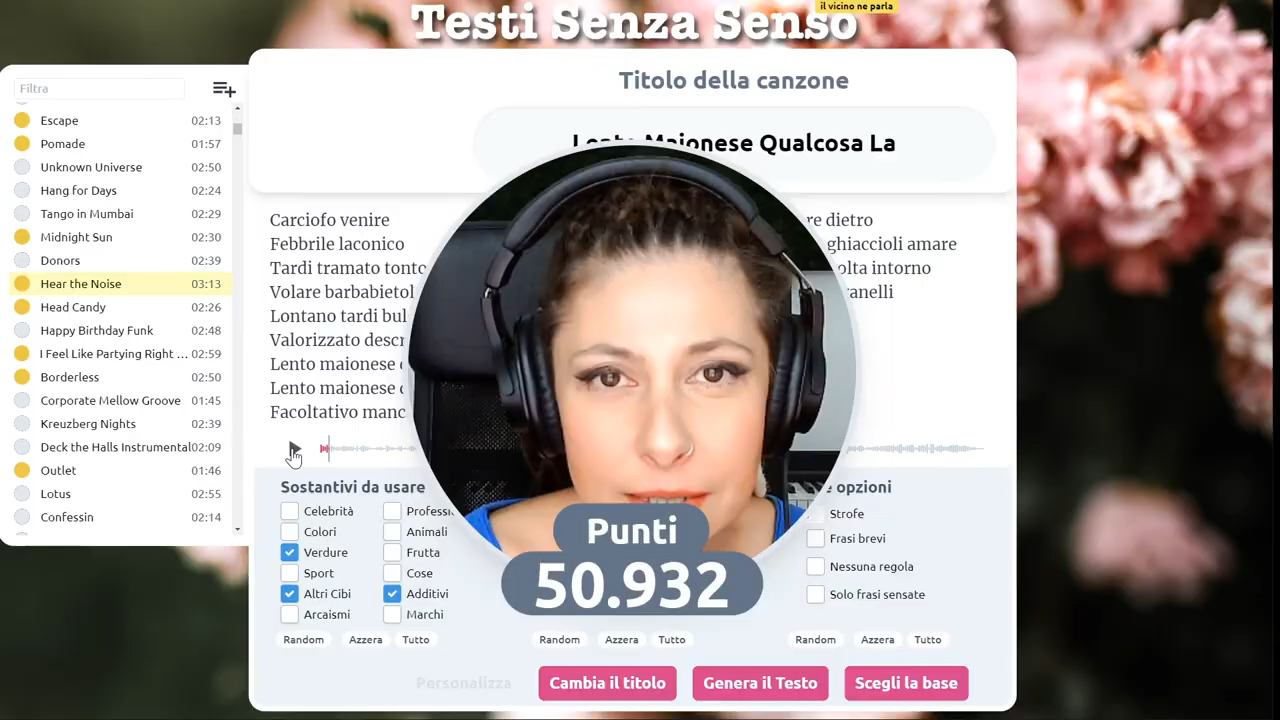 il vicino ne parla
Testi Senza Senso
Filtra
Escape 02:13
Pomade 01:57
Unknown Universe 02:50
Hang for Days 02:24
Tango in Mumbai 02:29
Midnight Sun 02:30
Donors 02:39
Hear the Noise 03:13
Head Candy 02:26
Happy Birthday Funk 02:48
I Feel Like Partying Right ... 02:59
Borderless 02:50
Corporate Mellow Groove 01:45
Kreuzberg Nights 02:24
Deck the Halls Instrumental 02:09
Outlet 01:46
Lotus 02:55
Confessin 02:14
Titolo della canzone
Lento Maionese Qualcosa La
Carciofo venire
Febbrile laconico
Tardi tramato tonto
Volare
Lontano tardi
Valorizzato
Lento maionese
Lento maionese
Facoltativo
dietro
ghiaccioli amare
intorno
Sostantivi da usare
Celebrità
Colori
Animali
Verdure
Frutta
Sport
Cose
Altri Cibi
Additivi
Arcaismi
Marchi
Random Azzera Tutto
Punti
50.932
Random Azzera Tutto
opzioni
Strofe
Frasi brevi
Nessuna regola
Solo frasi sensate
Random Azzera Tutto
Personalizza
Cambia il titolo
Genera il Testo
Scegli la base